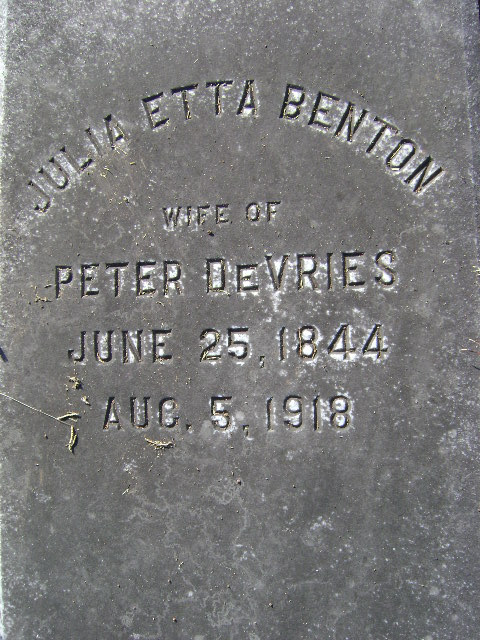 JULIA ETTA BENTON
WIFE OF
PETER DEVRIES
JUNE 25, 1844
AUG. 5, 1918